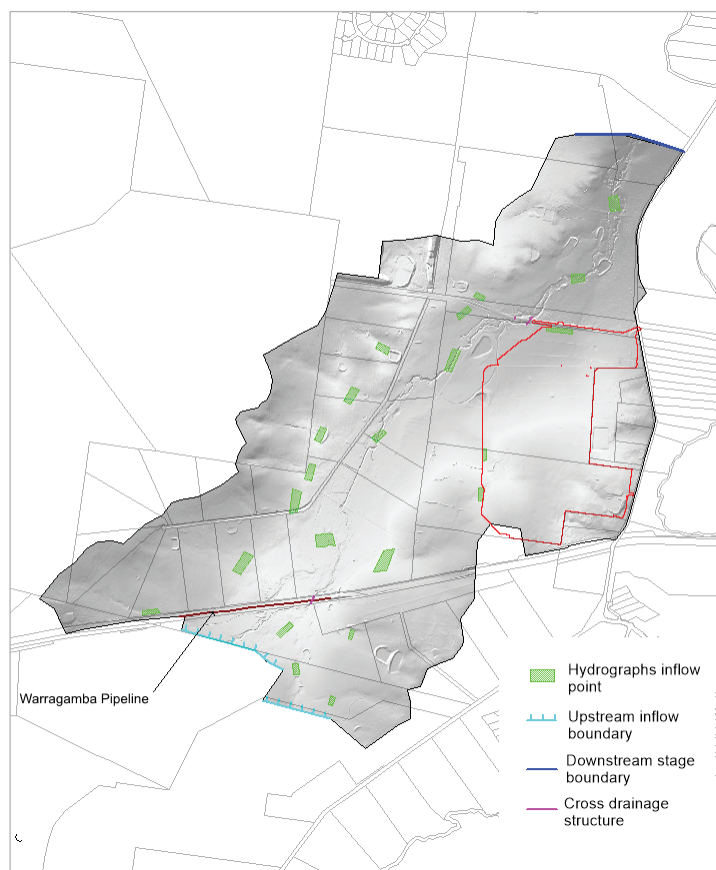 Warragamba Pipeline
Hydrographs inflow
point
Upstream inflow
boundary
Downstream stage
boundary
Cross drainage
structure